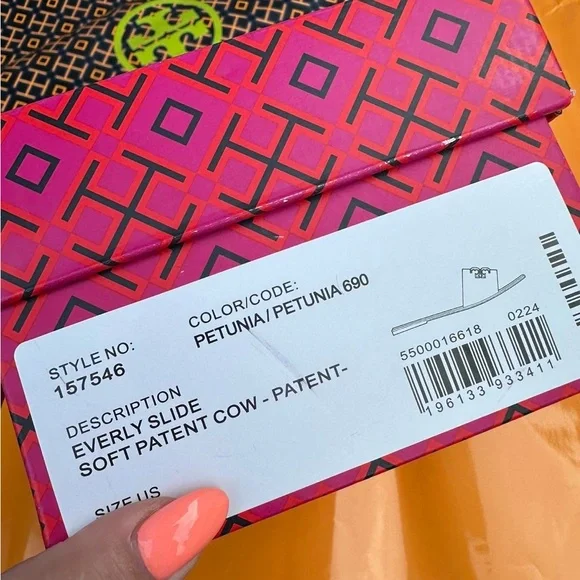 STYLE NO:
157546
COLOR/CODE:
PETUNIA/PETUNIA 690
DESCRIPTION
EVERLY SLIDE
SOFT PATENT COW - PATENT-
SIZE US
5500016618 0224
196133 933411